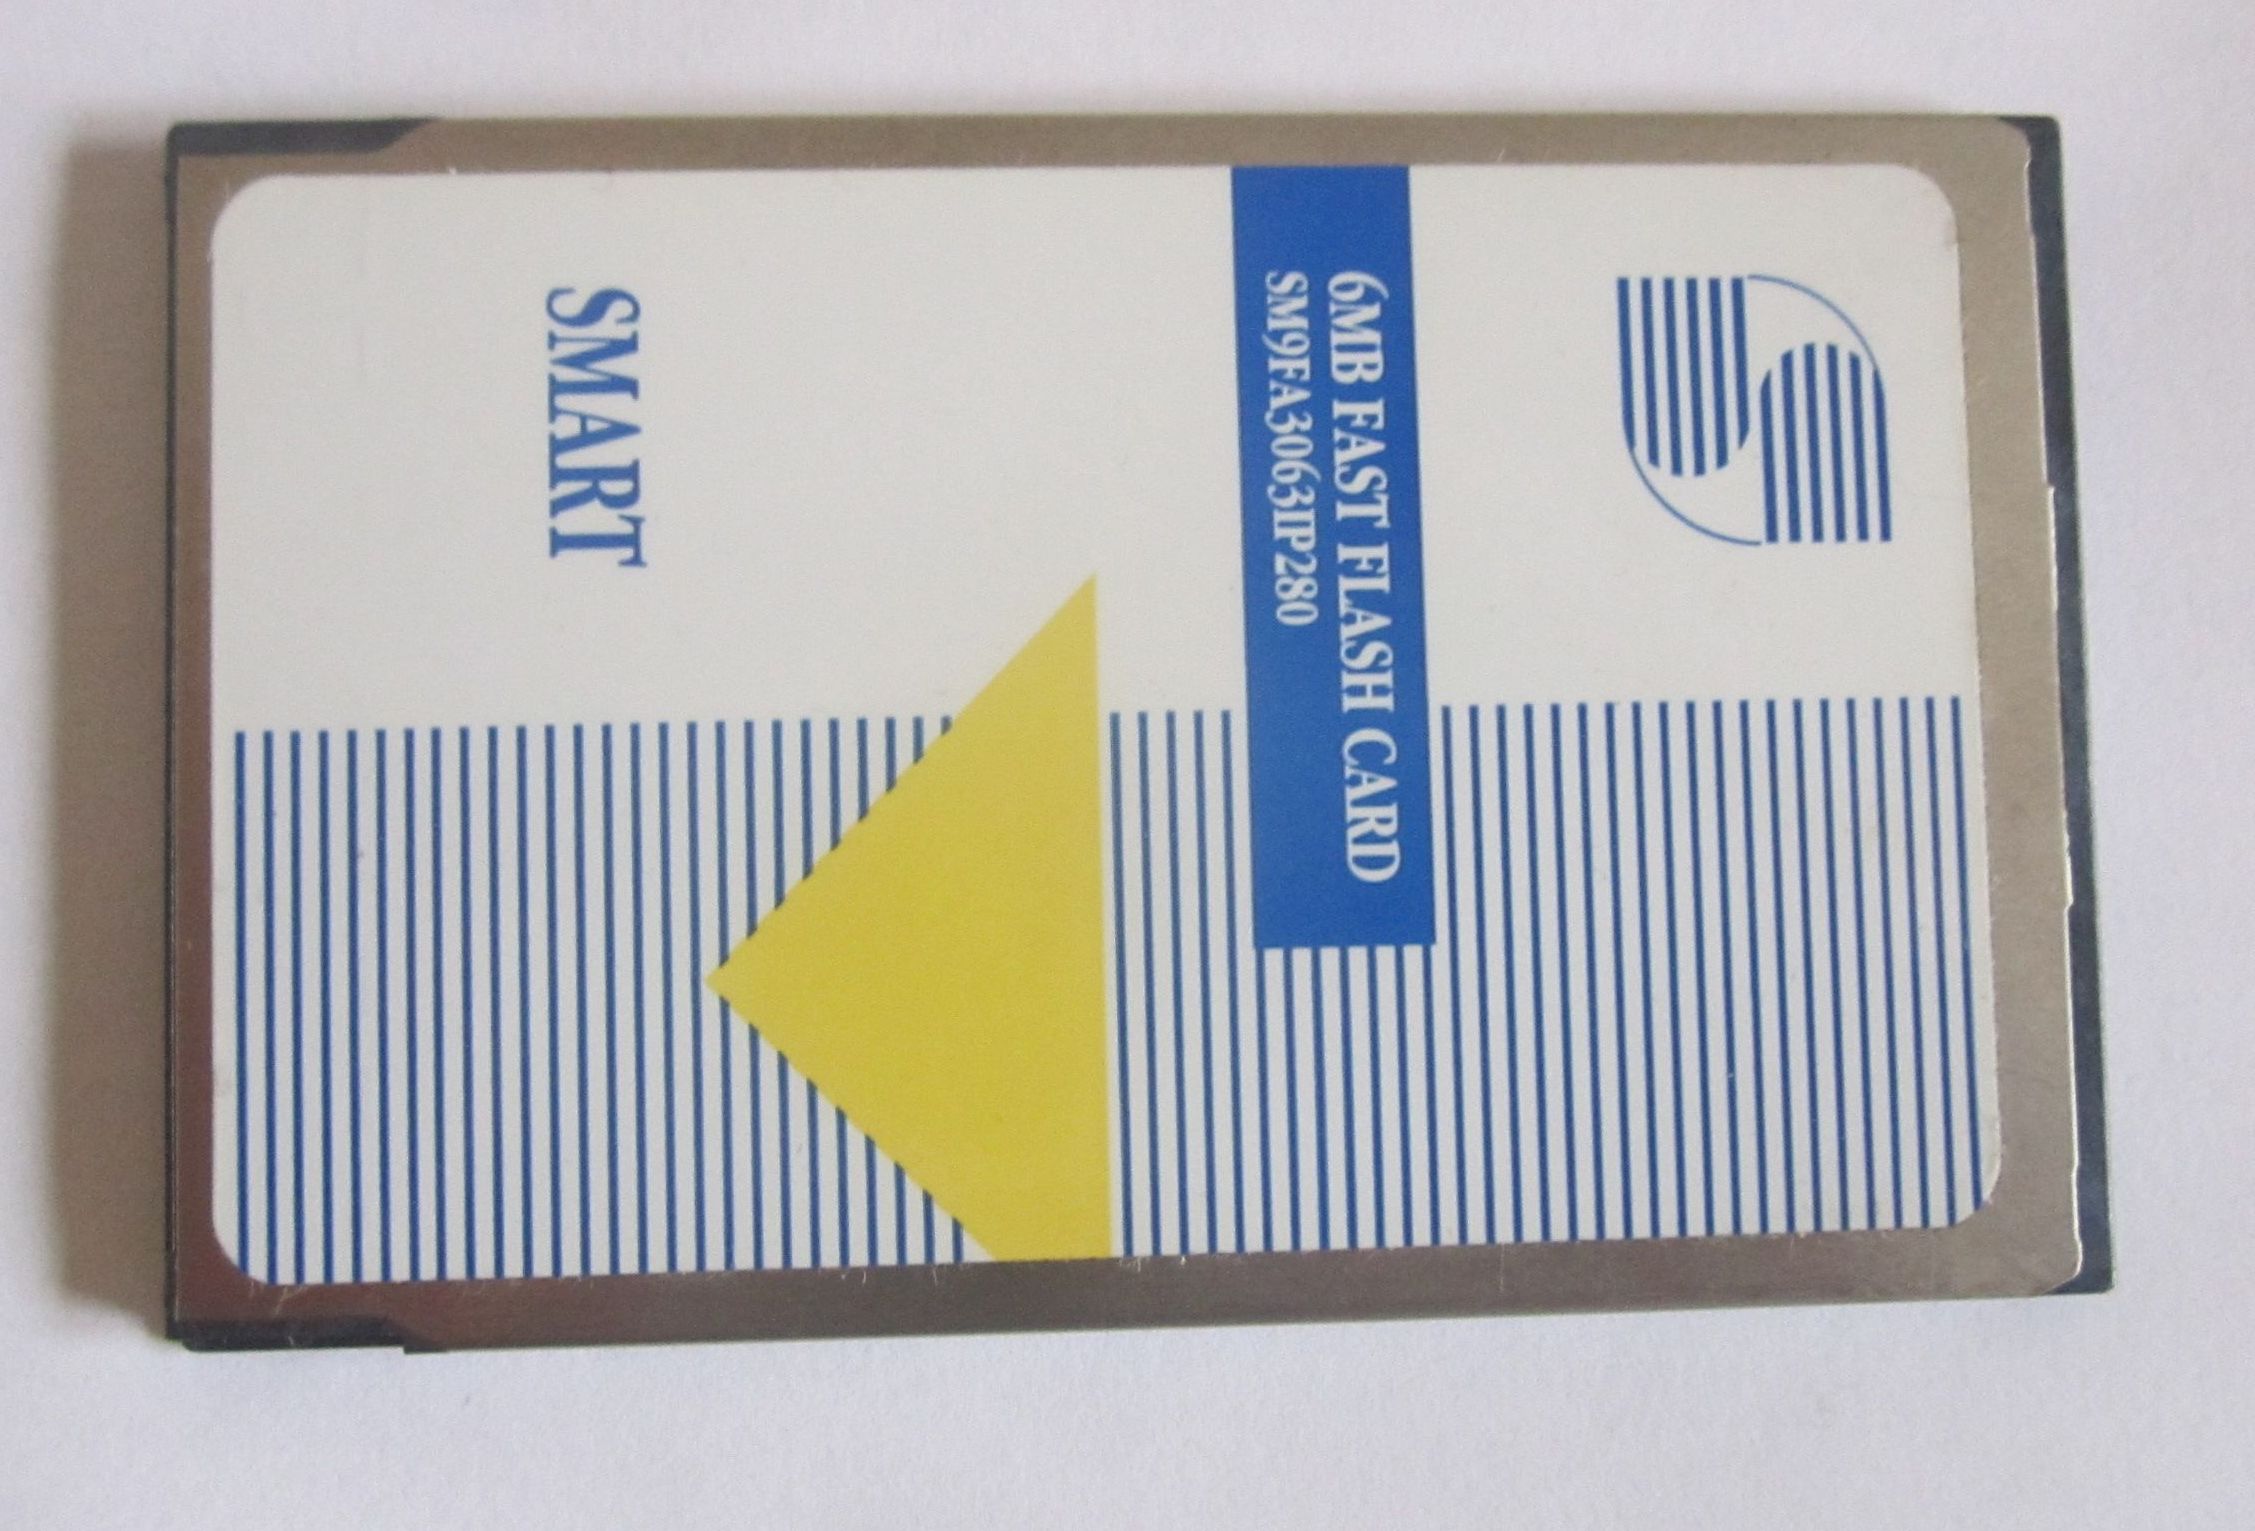 6MB FAST FLASH CARD
SM9FA3063IP280
SMART